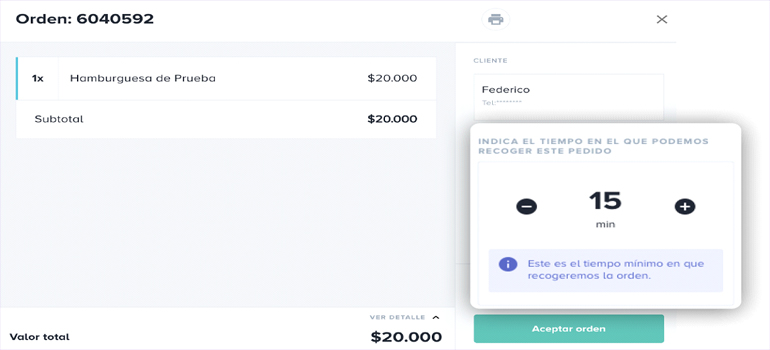 Orden: 6040592
1x Hamburguesa de Prueba $20.000
Subtotal $20.000
VER DETALLE
Valor total $20.000
CLIENTE
Federico
Tel:********
INDICA EL TIEMPO EN EL QUE PODEMOS
RECOGER ESTE PEDIDO
15
min
Este es el tiempo mínimo en que
recogeremos la orden.
Aceptar orden